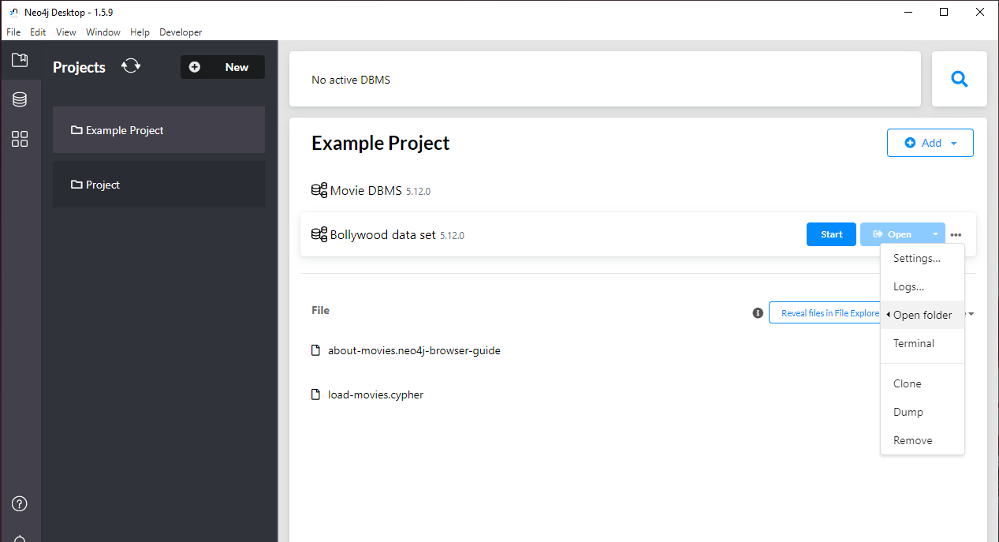 Neo4j Desktop - 1.5.9
File Edit View Window Help Developer
Projects
New
Example Project
Project
No active DBMS
Example Project
Add
Movie DBMS 5.12.0
Bollywood data set 5.12.0
Start
Open
Settings...
Logs...
Open folder
Terminal
Clone
Dump
Remove
File
Reveal files in File Explore
about-movies.neo4j-browser-guide
load-movies.cypher